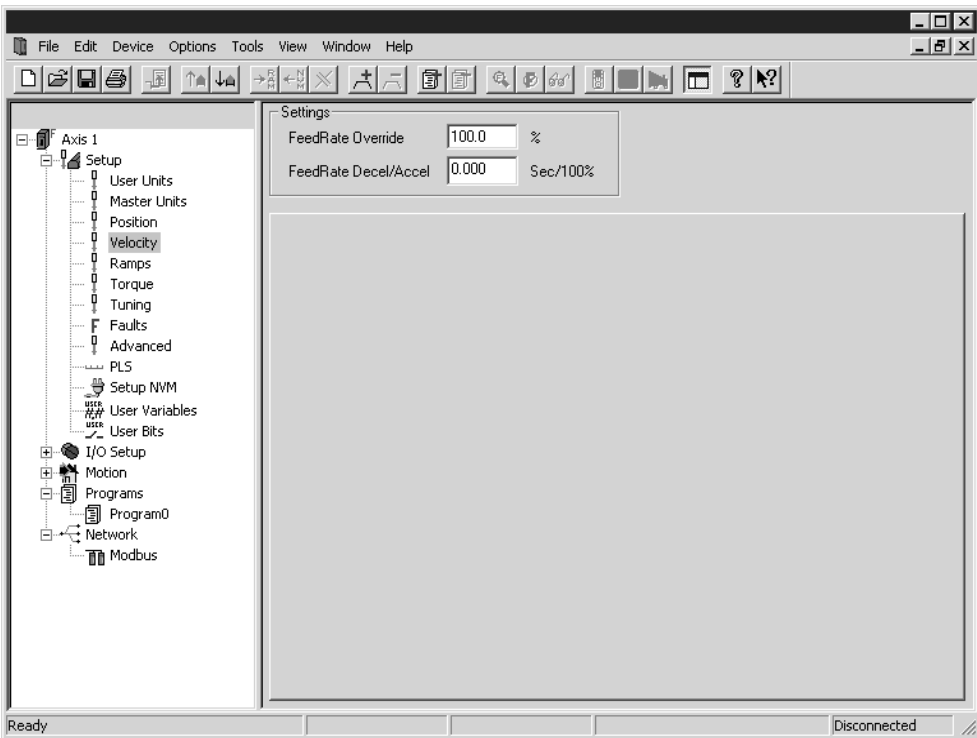 File Edit Device Options Tools View Window Help
Axis 1
Setup
User Units
Master Units
Position
Velocity
Ramps
Torque
Tuning
F Faults
Advanced
PLS
Setup NVM
USER #.# User Variables
USER User Bits
I/O Setup
Motion
Programs
Program0
Network
Modbus
Settings
FeedRate Override 100.0 %
FeedRate Decel/Accel 0.000 Sec/100%
Ready
Disconnected